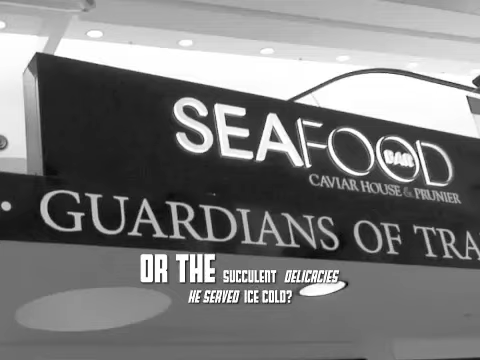 SEAFOOD
BAR
CAVIAR HOUSE & PRUNIER
· GUARDIANS OF TRA
OR THE SUCCULENT DELICACIES
HE SERVED ICE COLD?